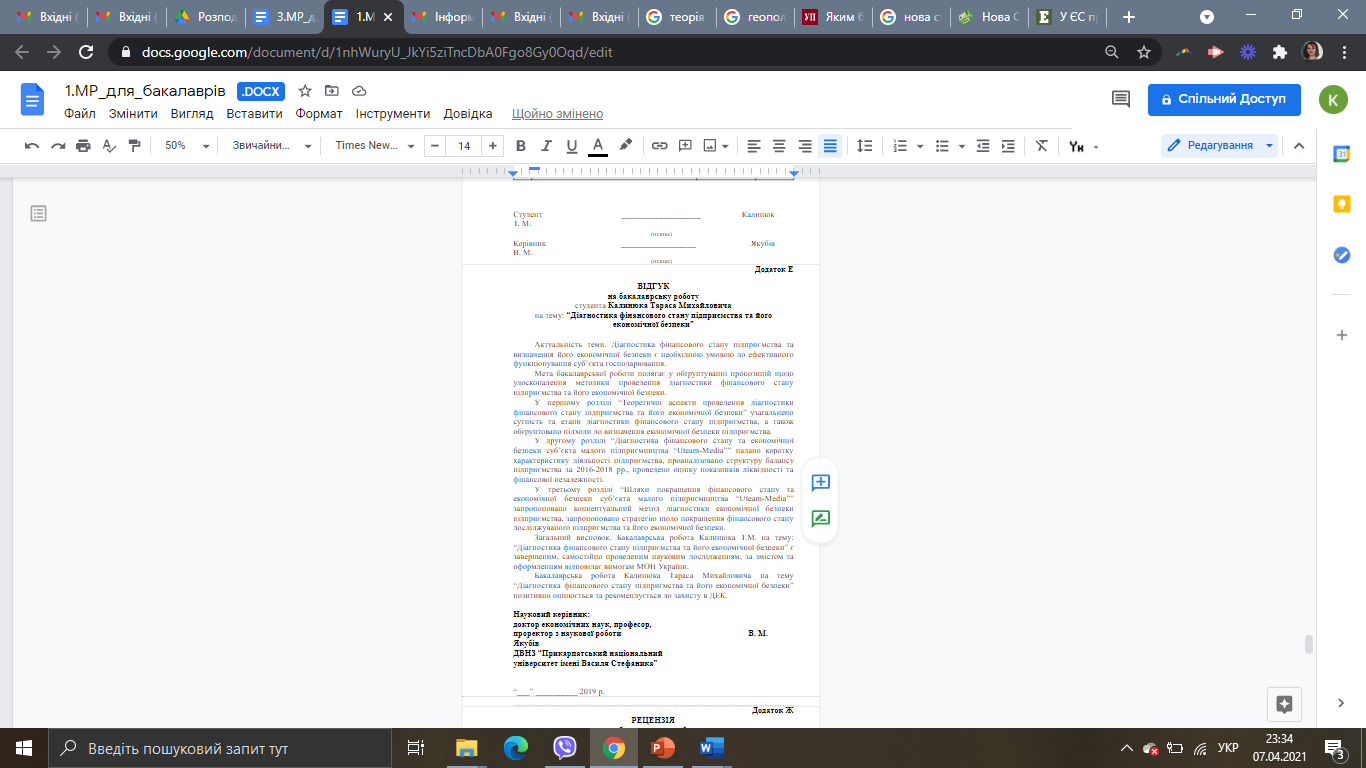 Вхідні (
Вхідні (
Розпод
3.МР_д
1.М
Інформ
Вхідні (
Вхідні (
теорія
геопол
УП
Яким б
нова ст
Нова С
Е
У ЄС п
docs.google.com/document/d/1nhWuryU_JkYi5ziTncDbA0Fgo8Gy0Oqd/edit
1.МР_для_бакалаврів
.DOCX
Файл Змінити Вигляд Вставити Формат Інструменти Довідка Щойно змінено
Спільний Доступ
K
50% Звичайни... Times New... 14 B I U A Редагування
Студент ____________________ Калинюк
Т. М.
(підпис)
Керівник ___________________ Якубів
В. М.
(підпис)
Додаток Е
ВІДГУК
на бакалаврську роботу
студента Калинюка Тараса Михайловича
на тему: “Діагностика фінансового стану підприємства та його
економічної безпеки”
Актуальність теми. Діагностика фінансового стану підприємства та
визначення його економічної безпеки є необхідною умовою до ефективного
функціонування суб’єкта господарювання.
Мета бакалаврської роботи полягає у обґрунтуванні пропозицій щодо
удосконалення методики проведення діагностики фінансового стану
підприємства та його економічної безпеки.
У першому розділі “Теоретичні аспекти проведення діагностики
фінансового стану підприємства та його економічної безпеки” узагальнено
сутність та етапи діагностики фінансового стану підприємства, а також
обґрунтовано підходи до визначення економічної безпеки підприємства.
У другому розділі “Діагностика фінансового стану та економічної
безпеки суб’єкта малого підприємництва “Uteam-Media”” надано коротку
характеристику діяльності підприємства, проаналізовано структуру балансу
підприємства за 2016-2018 рр., проведено оцінку показників ліквідності та
фінансової незалежності.
У третьому розділі “Шляхи покращення фінансового стану та
економічної безпеки суб’єкта малого підприємництва “Uteam-Media””
запропоновано концептуальний метод діагностики економічної безпеки
підприємства, запропоновано стратегію щодо покращення фінансового стану
досліджуваного підприємства та його економічної безпеки.
Загальний висновок. Бакалаврська робота Калинюка Т.М. на тему:
“Діагностика фінансового стану підприємства та його економічної безпеки” є
завершеним, самостійно проведеним науковим дослідженням, за змістом та
оформленням відповідає вимогам МОН України.
Бакалаврська робота Калинюка Тараса Михайловича на тему
“Діагностика фінансового стану підприємства та його економічної безпеки”
позитивно оцінюється та рекомендується до захисту в ДЕК.
Науковий керівник:
доктор економічних наук, професор,
проректор з наукової роботи В. М.
Якубів
ДВНЗ “Прикарпатський національний
університет імені Василя Стефаника”
“___” __________ 2019 р.
Додаток Ж
РЕЦЕНЗІЯ
Введіть пошуковий запит тут
УКР
23:34
07.04.2021
3